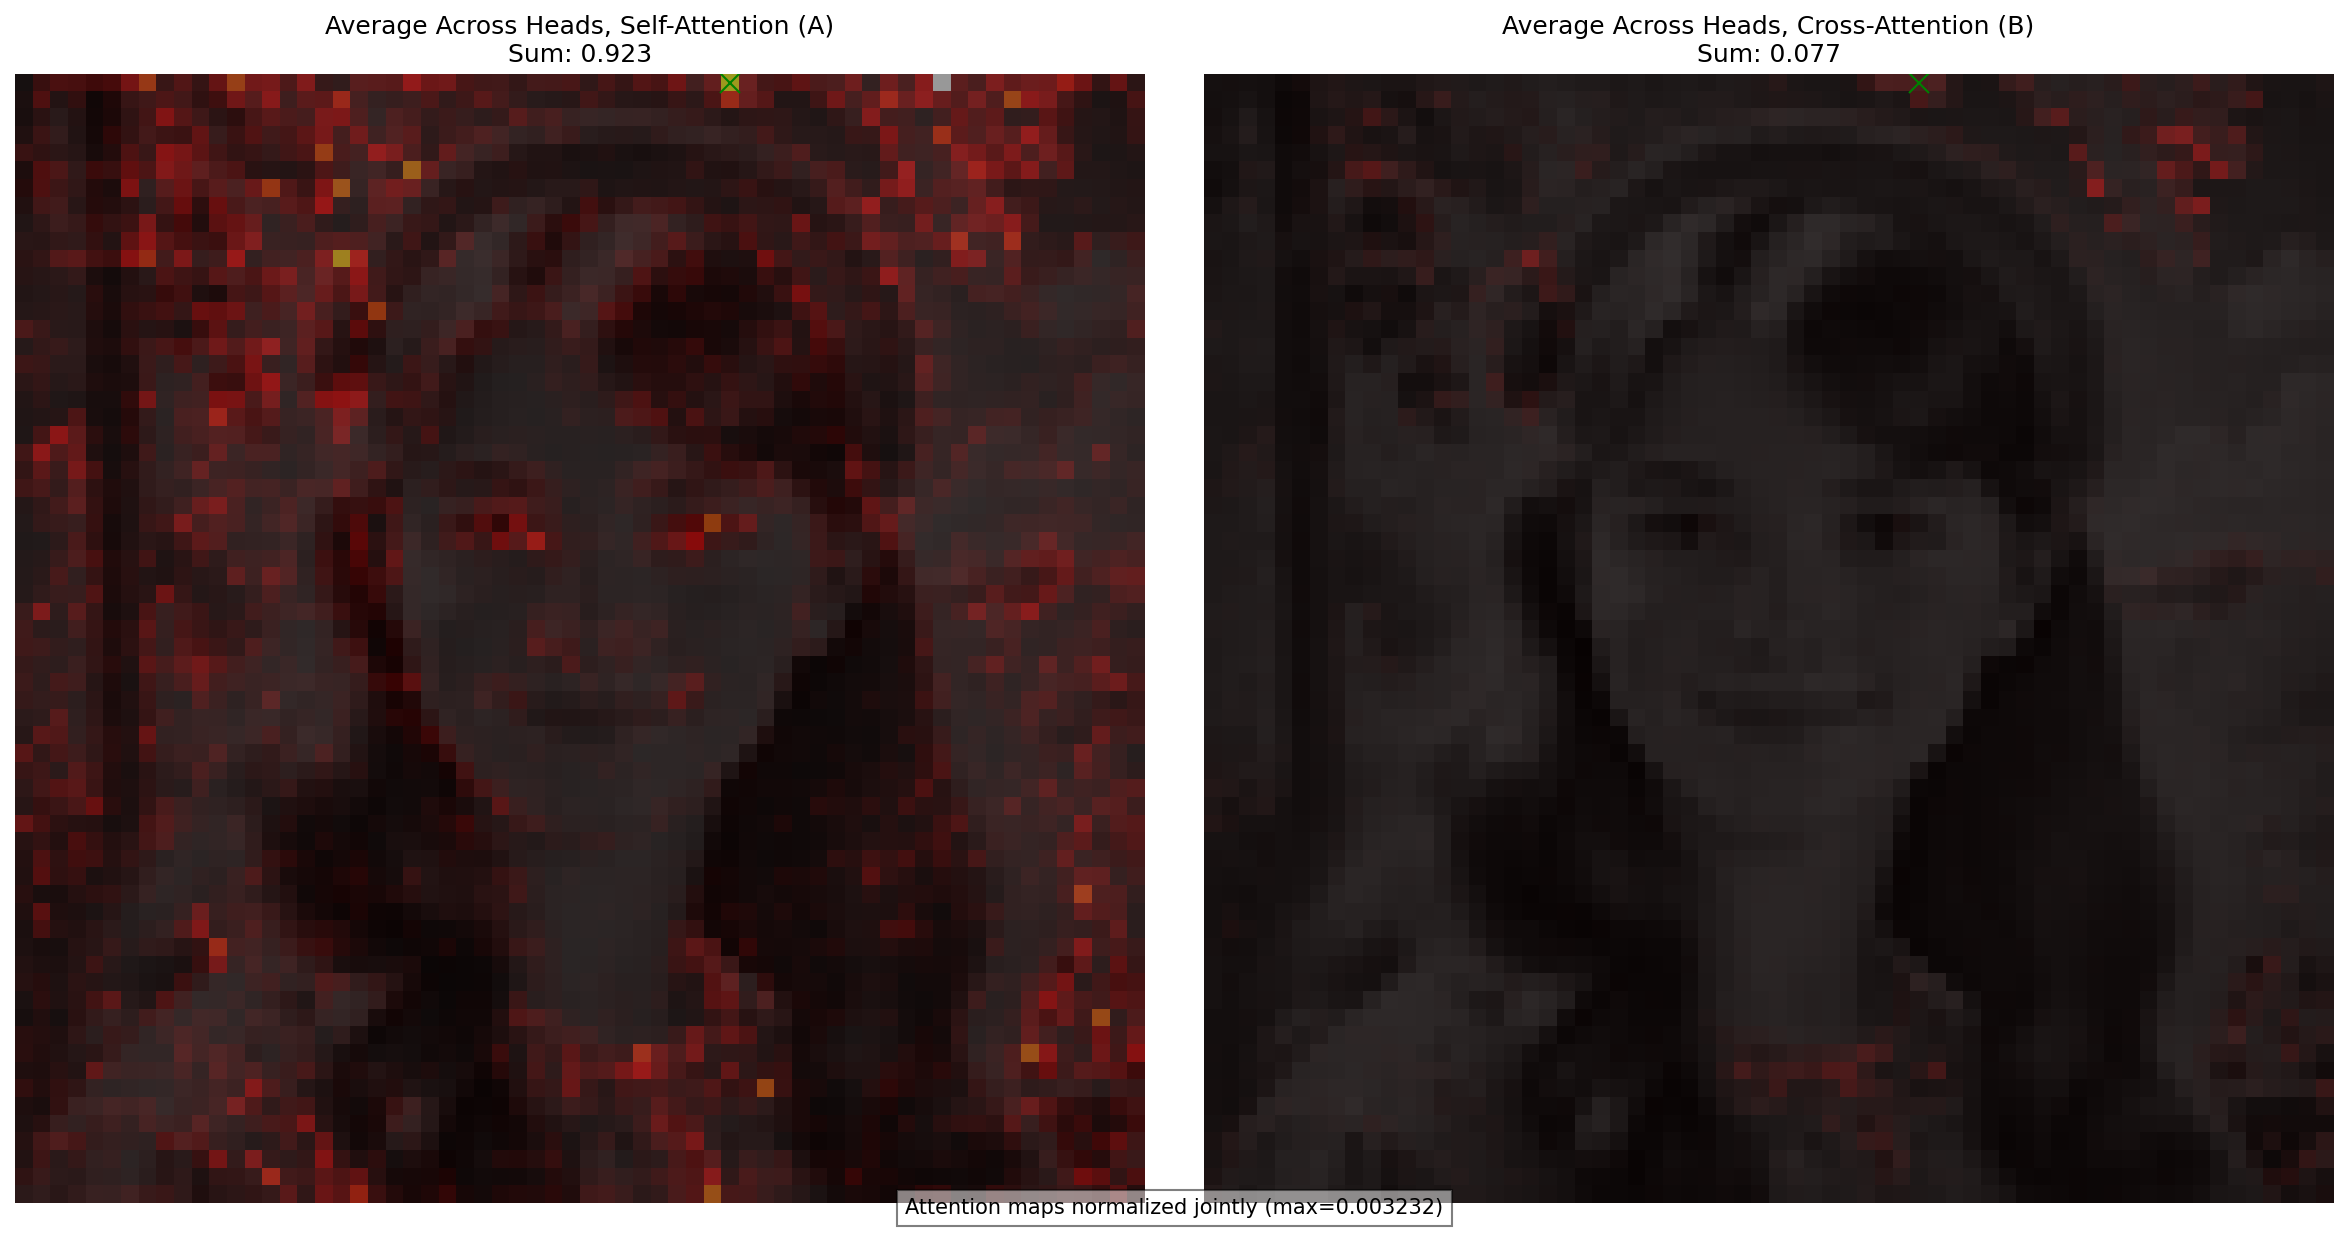 Average Across Heads, Self-Attention (A)
Sum: 0.923
Average Across Heads, Cross-Attention (B)
Sum: 0.077
Attention maps normalized jointly (max=0.003232)